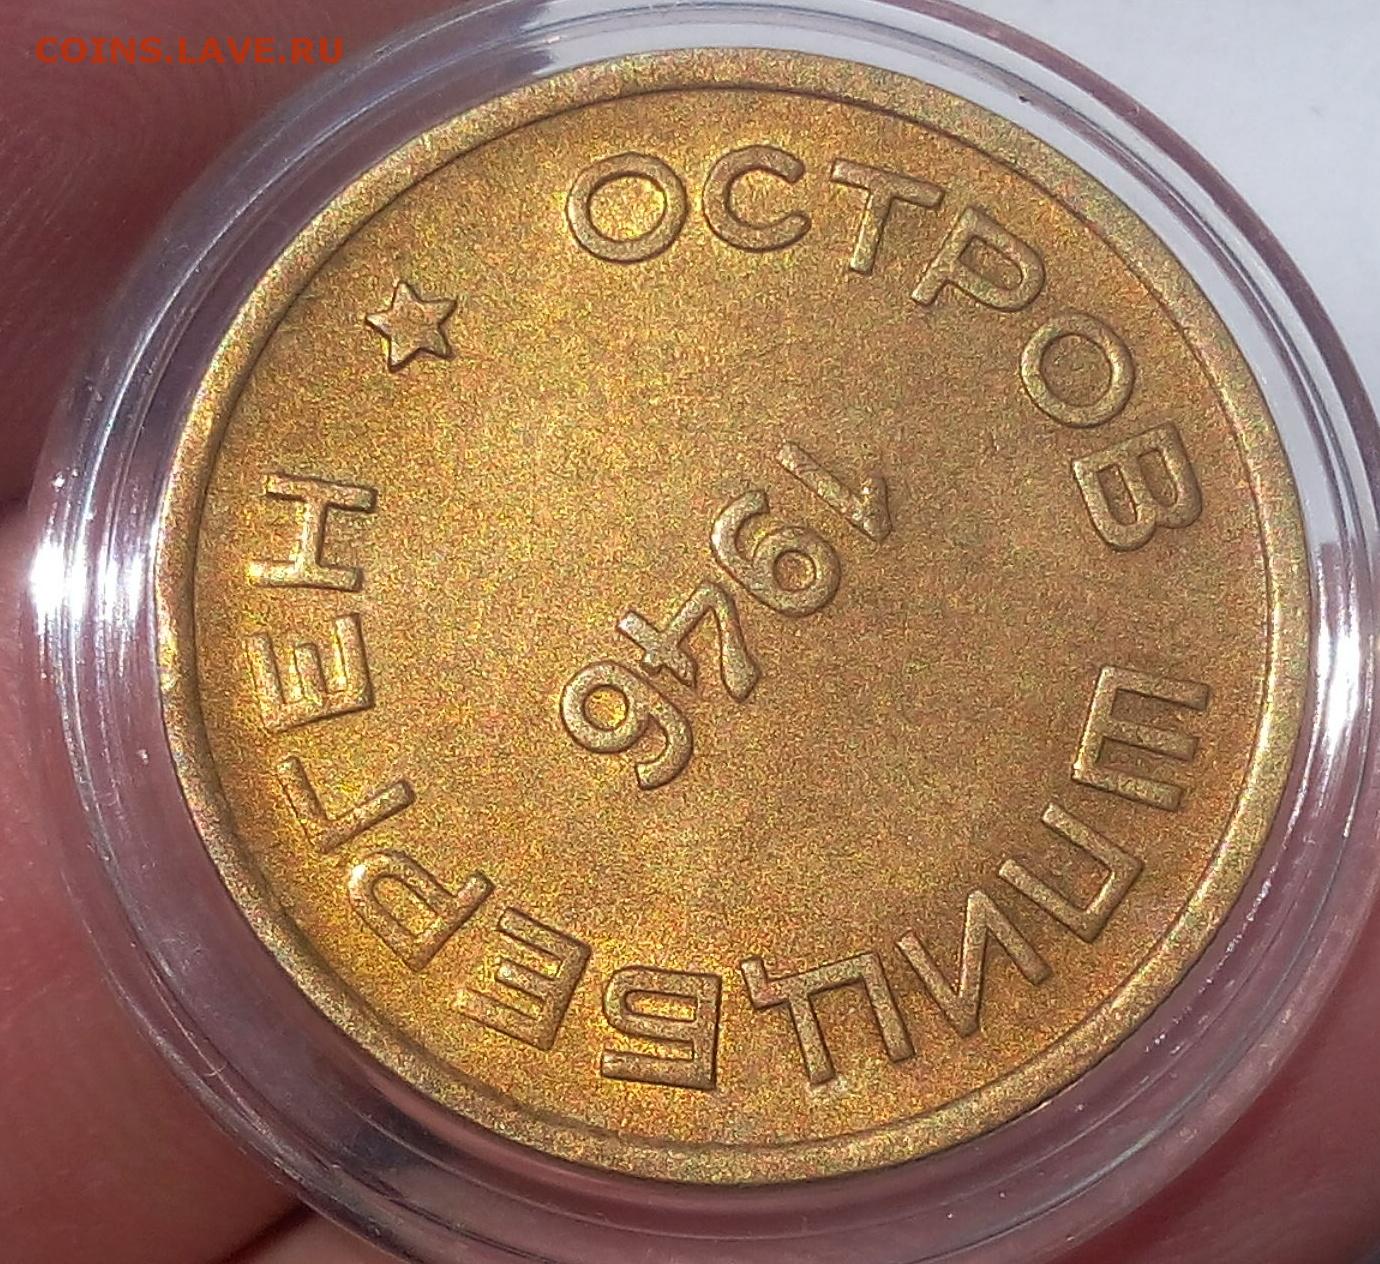 COINS.LAVE.RU
ОСТРОВ ШПИЦБЕРГЕН
1946